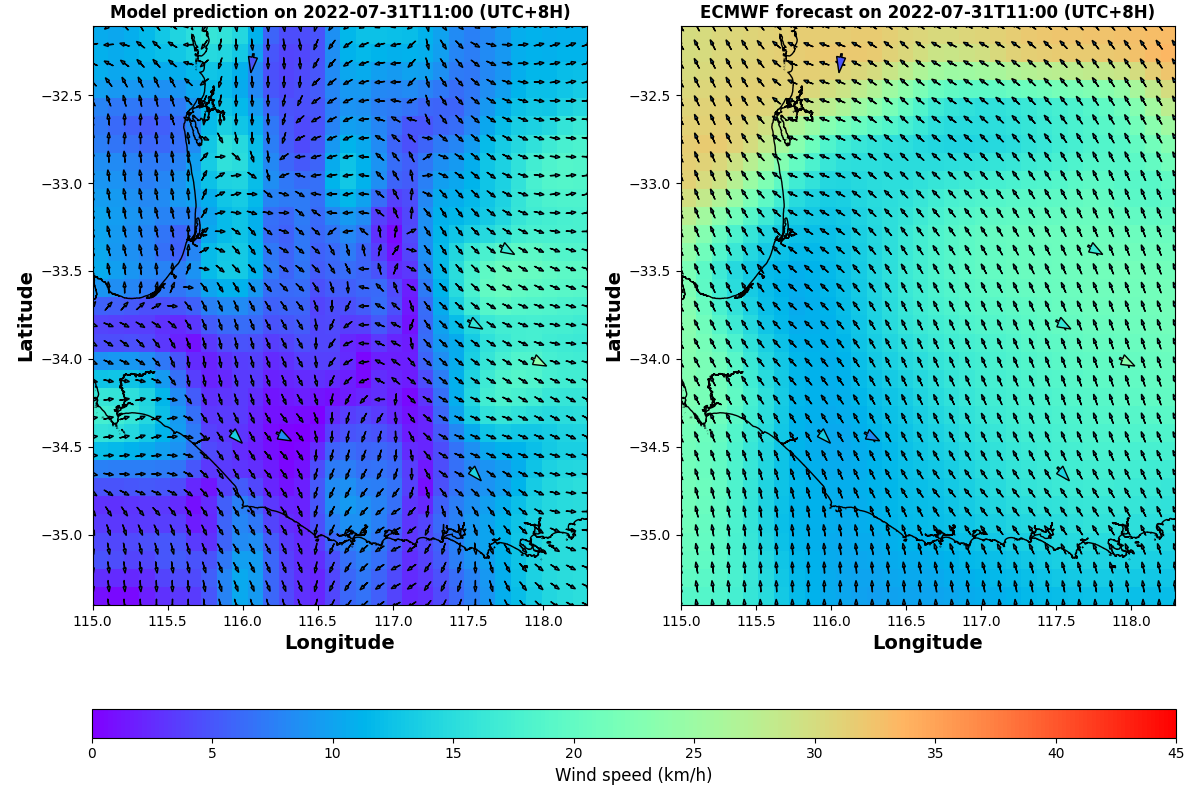 Model prediction on 2022-07-31T11:00 (UTC+8H)
ECMWF forecast on 2022-07-31T11:00 (UTC+8H)
−32.5
−33.0
−33.5
−34.0
−34.5
−35.0
Latitude
115.0 115.5 116.0 116.5 117.0 117.5 118.0
Longitude
−32.5
−33.0
−33.5
−34.0
−34.5
−35.0
Latitude
115.0 115.5 116.0 116.5 117.0 117.5 118.0
Longitude
0 5 10 15 20 25 30 35 40 45
Wind speed (km/h)